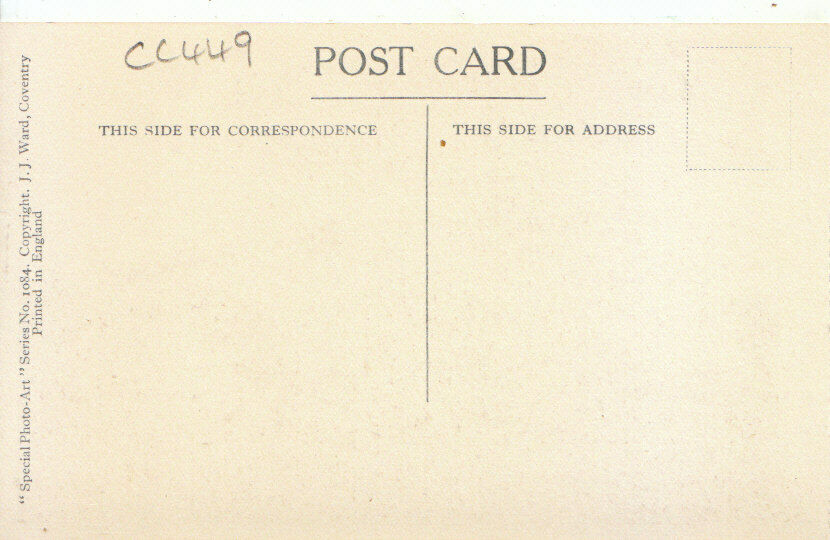 CC449
POST CARD
THIS SIDE FOR CORRESPONDENCE
THIS SIDE FOR ADDRESS
“ Special Photo-Art ” Series No. 1084. Copyright. J. J Ward, Coventry
Printed in England